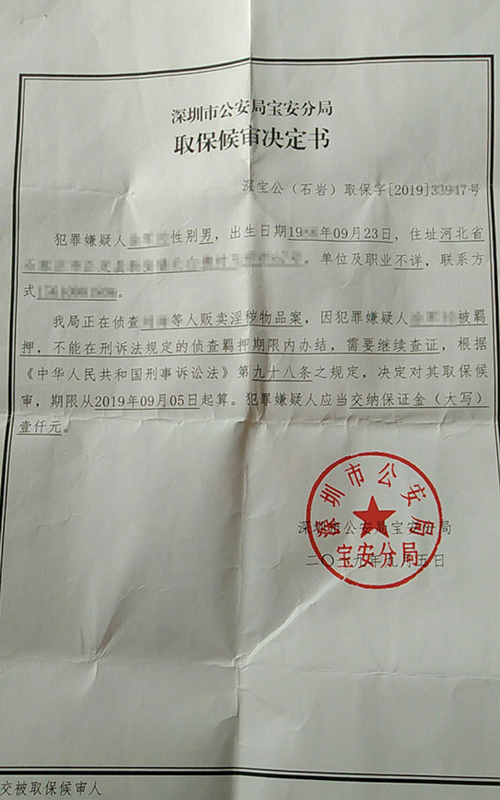 深圳市公安局宝安分局
取保候审决定书
深宝公（石岩）取保字[2019]33947号
犯罪嫌疑人 性别男，出生日期19 年09月23日，住址河北省
。单位及职业不详，联系方
式 。
我局正在侦查 等人贩卖淫秽物品案，因犯罪嫌疑人 被羁
押，不能在刑诉法规定的侦查羁押期限内办结，需要继续查证，根据
《中华人民共和国刑事诉讼法》第九十八条之规定，决定对其取保候
审，期限从2019年09月05日起算。犯罪嫌疑人应当交纳保证金（大写）
壹仟元。
深圳市公安局宝安分局
深圳市公安局
宝安分局
二〇一九年九月五日
交被取保候审人